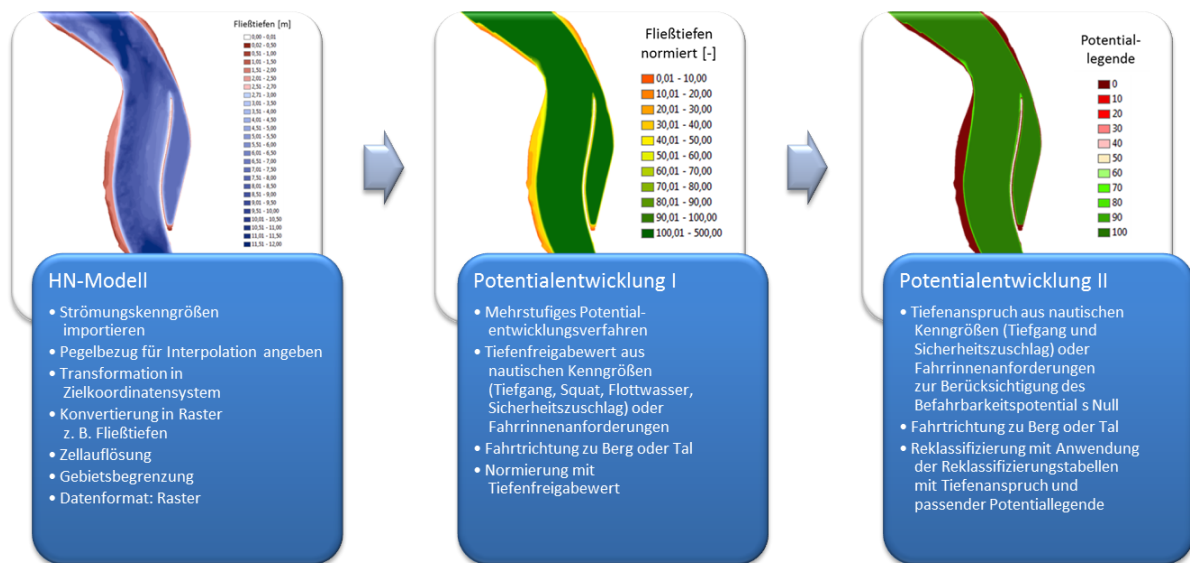 Fließtiefen [m]
0,00 - 0,01
0,02 - 0,50
0,51 - 1,00
1,01 - 1,50
1,51 - 2,00
2,01 - 2,50
2,51 - 2,70
2,71 - 3,00
3,01 - 3,50
3,51 - 4,00
4,01 - 4,50
4,51 - 5,00
5,01 - 5,50
5,51 - 6,00
6,01 - 6,50
6,51 - 7,00
7,01 - 7,50
7,51 - 8,00
8,01 - 8,50
8,51 - 9,00
9,01 - 9,50
9,51 - 10,00
10,01 - 10,50
10,51 - 11,00
11,01 - 11,50
11,51 - 12,00
HN-Modell
• Strömungskenngrößen
importieren
• Pegelbezug für Interpolation angeben
• Transformation in
Zielkoordinatensystem
• Konvertierung in Raster
z. B. Fließtiefen
• Zellauflösung
• Gebietsbegrenzung
• Datenformat: Raster
Fließtiefen
normiert [-]
0,01 - 10,00
10,01 - 20,00
20,01 - 30,00
30,01 - 40,00
40,01 - 50,00
50,01 - 60,00
60,01 - 70,00
70,01 - 80,00
80,01 - 90,00
90,01 - 100,00
100,01 - 500,00
Potentialentwicklung I
• Mehrstufiges Potential-
entwicklungsverfahren
• Tiefenfreigabewert aus
nautischen Kenngrößen
(Tiefgang, Squat, Flottwasser,
Sicherheitszuschlag) oder
Fahrrinnenanforderungen
• Fahrtrichtung zu Berg oder Tal
• Normierung mit
Tiefenfreigabewert
Potential-
legende
0
10
20
30
40
50
60
70
80
90
100
Potentialentwicklung II
• Tiefenanspruch aus nautischen
Kenngrößen (Tiefgang und
Sicherheitszuschlag) oder
Fahrrinnenanforderungen
zur Berücksichtigung des
Befahrbarkeitspotential s Null
• Fahrtrichtung zu Berg oder Tal
• Reklassifizierung mit Anwendung
der Reklassifizierungstabellen
mit Tiefenanspruch und
passender Potentiallegende